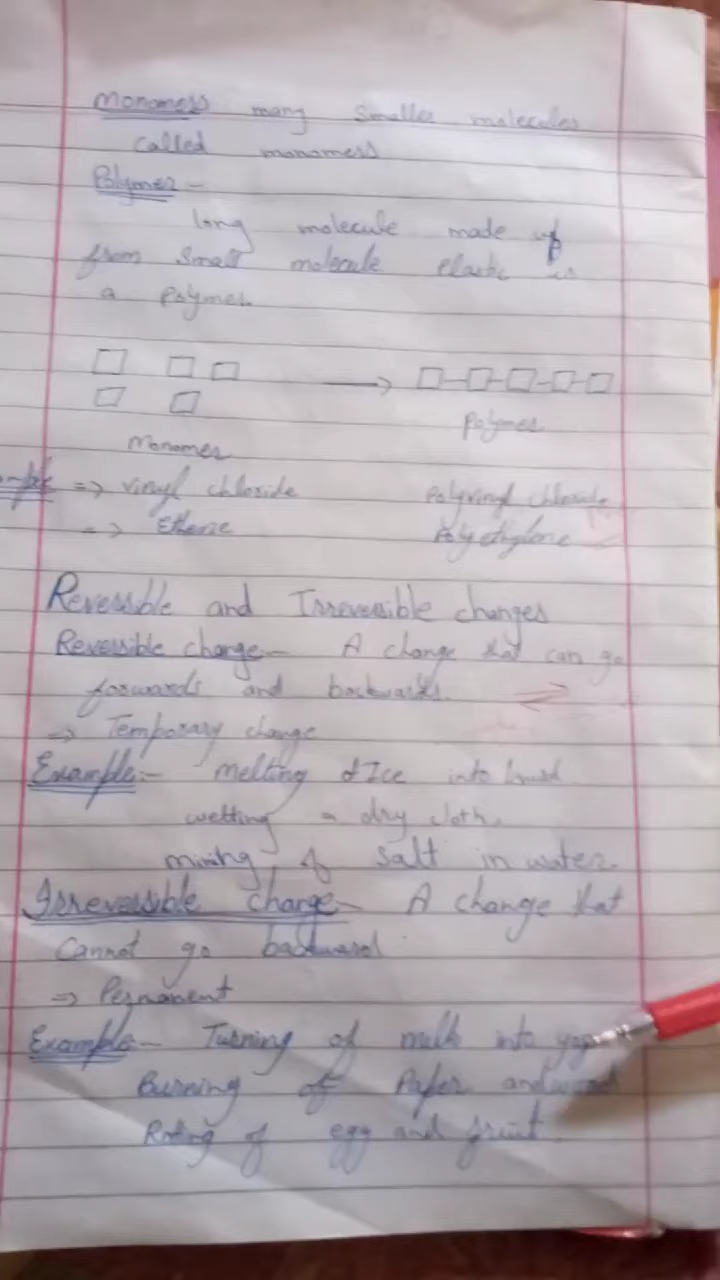 Monomers many smaller molecules
called monomers
Polymer -
long molecule made up
from small molecule plastic is
a polymer
→
Polymer
Monomer
=> vinyl chloride Polyvinyl chloride
=> Ethene Polyethylene
Reversible and Irreversible changes
Reversible change - A change that can go
forwards and backwards. ⇌
=> Temporary change
Example:- melting of Ice into
wetting a dry cloth.
mixing of salt in water.
Irreversible change - A change that
Cannot go backward
=> Permanent
Example:- Turning of milk into
Burning of Paper and
Roting of egg and fruit.